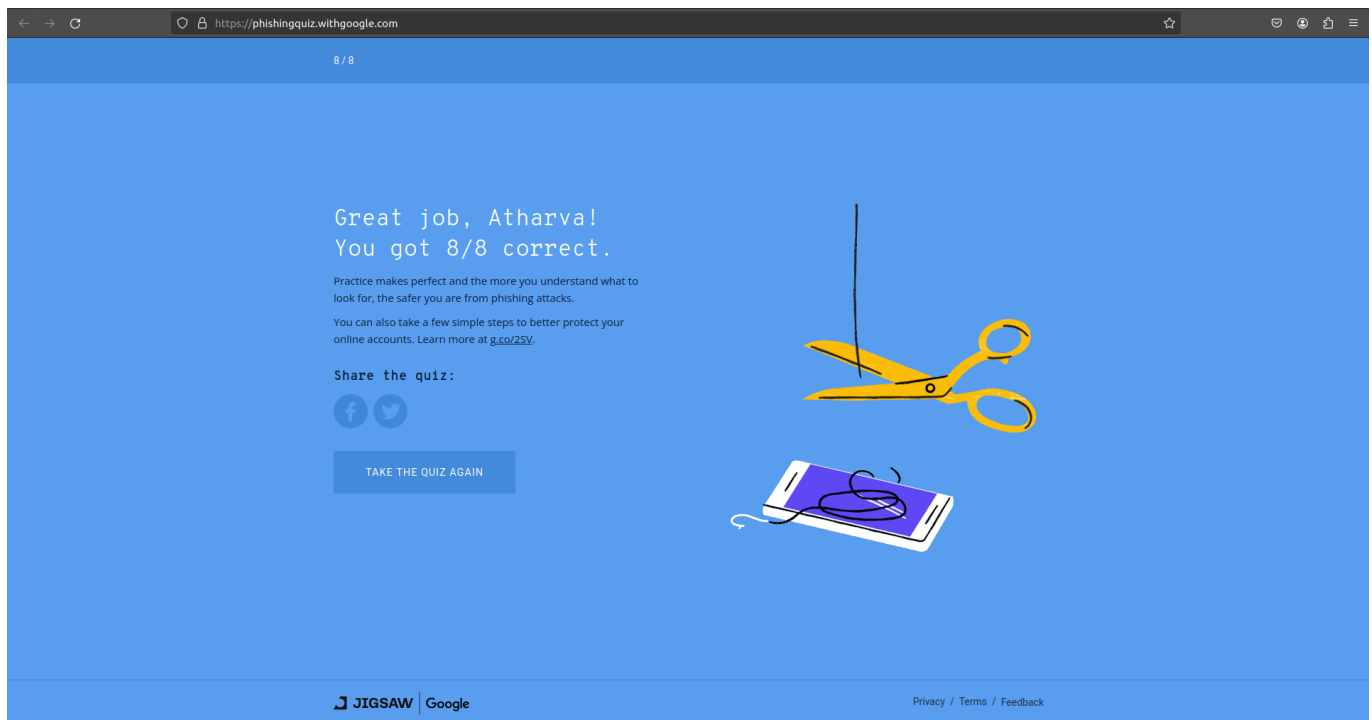 https://phishingquiz.withgoogle.com
8 / 8
Great job, Atharva!
You got 8/8 correct.
Practice makes perfect and the more you understand what to
look for, the safer you are from phishing attacks.
You can also take a few simple steps to better protect your
online accounts. Learn more at g.co/2SV.
Share the quiz:
TAKE THE QUIZ AGAIN
JIGSAW | Google
Privacy / Terms / Feedback